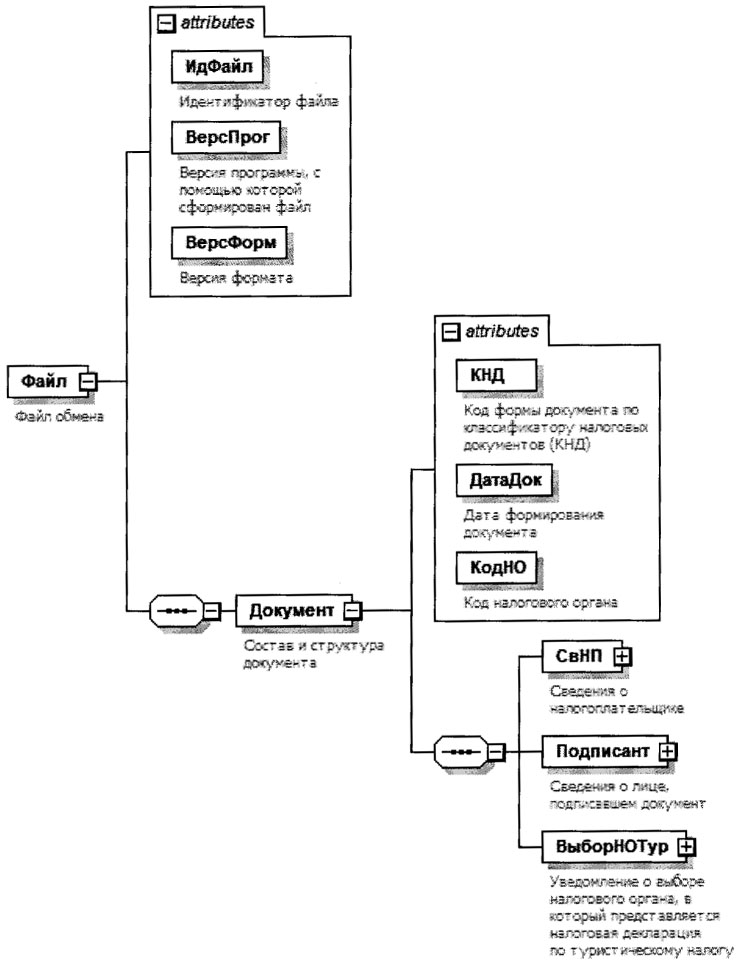 attributes
ИдФайл
Идентификатор файла
ВерсПрог
Версия программы, с
помощью которой
сформирован файл
ВерсФорм
Версия формата
Файл
Файл обмена
attributes
КНД
Код формы документа по
классификатору налоговых
документов (КНД)
ДатаДок
Дата формирования
документа
КодНО
Код налогового органа
Документ
Состав и структура
документа
СвНП
Сведения о
налогоплательщике
Подписант
Сведения о лице,
подписавшем документ
ВыборНОТур
Уведомление о выборе
налогового органа, в
который представляется
налоговая декларация
по туристическому налогу